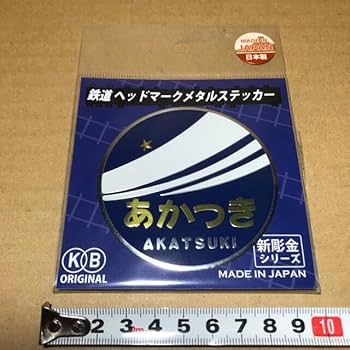 MADE IN
JAPAN
日本製
鉄道 ヘッドマークメタルステッカー
あかつき
AKATSUKI
新彫金
シリーズ
KB
ORIGINAL
MADE IN JAPAN
2 3 4 5 6 7 8 9 10